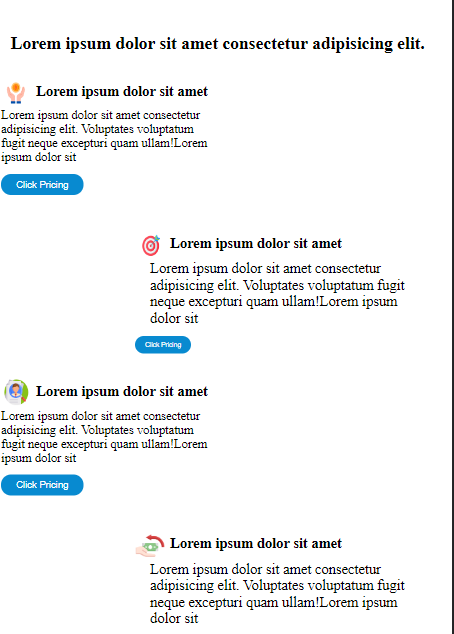 Lorem ipsum dolor sit amet consectetur adipisicing elit.
Lorem ipsum dolor sit amet
Lorem ipsum dolor sit amet consectetur
adipisicing elit. Voluptates voluptatum
fugit neque excepturi quam ullam!Lorem
ipsum dolor sit
Click Pricing
Lorem ipsum dolor sit amet
Lorem ipsum dolor sit amet consectetur
adipisicing elit. Voluptates voluptatum fugit
neque excepturi quam ullam!Lorem ipsum
dolor sit
Click Pricing
Lorem ipsum dolor sit amet
Lorem ipsum dolor sit amet consectetur
adipisicing elit. Voluptates voluptatum
fugit neque excepturi quam ullam!Lorem
ipsum dolor sit
Click Pricing
Lorem ipsum dolor sit amet
Lorem ipsum dolor sit amet consectetur
adipisicing elit. Voluptates voluptatum fugit
neque excepturi quam ullam!Lorem ipsum
dolor sit